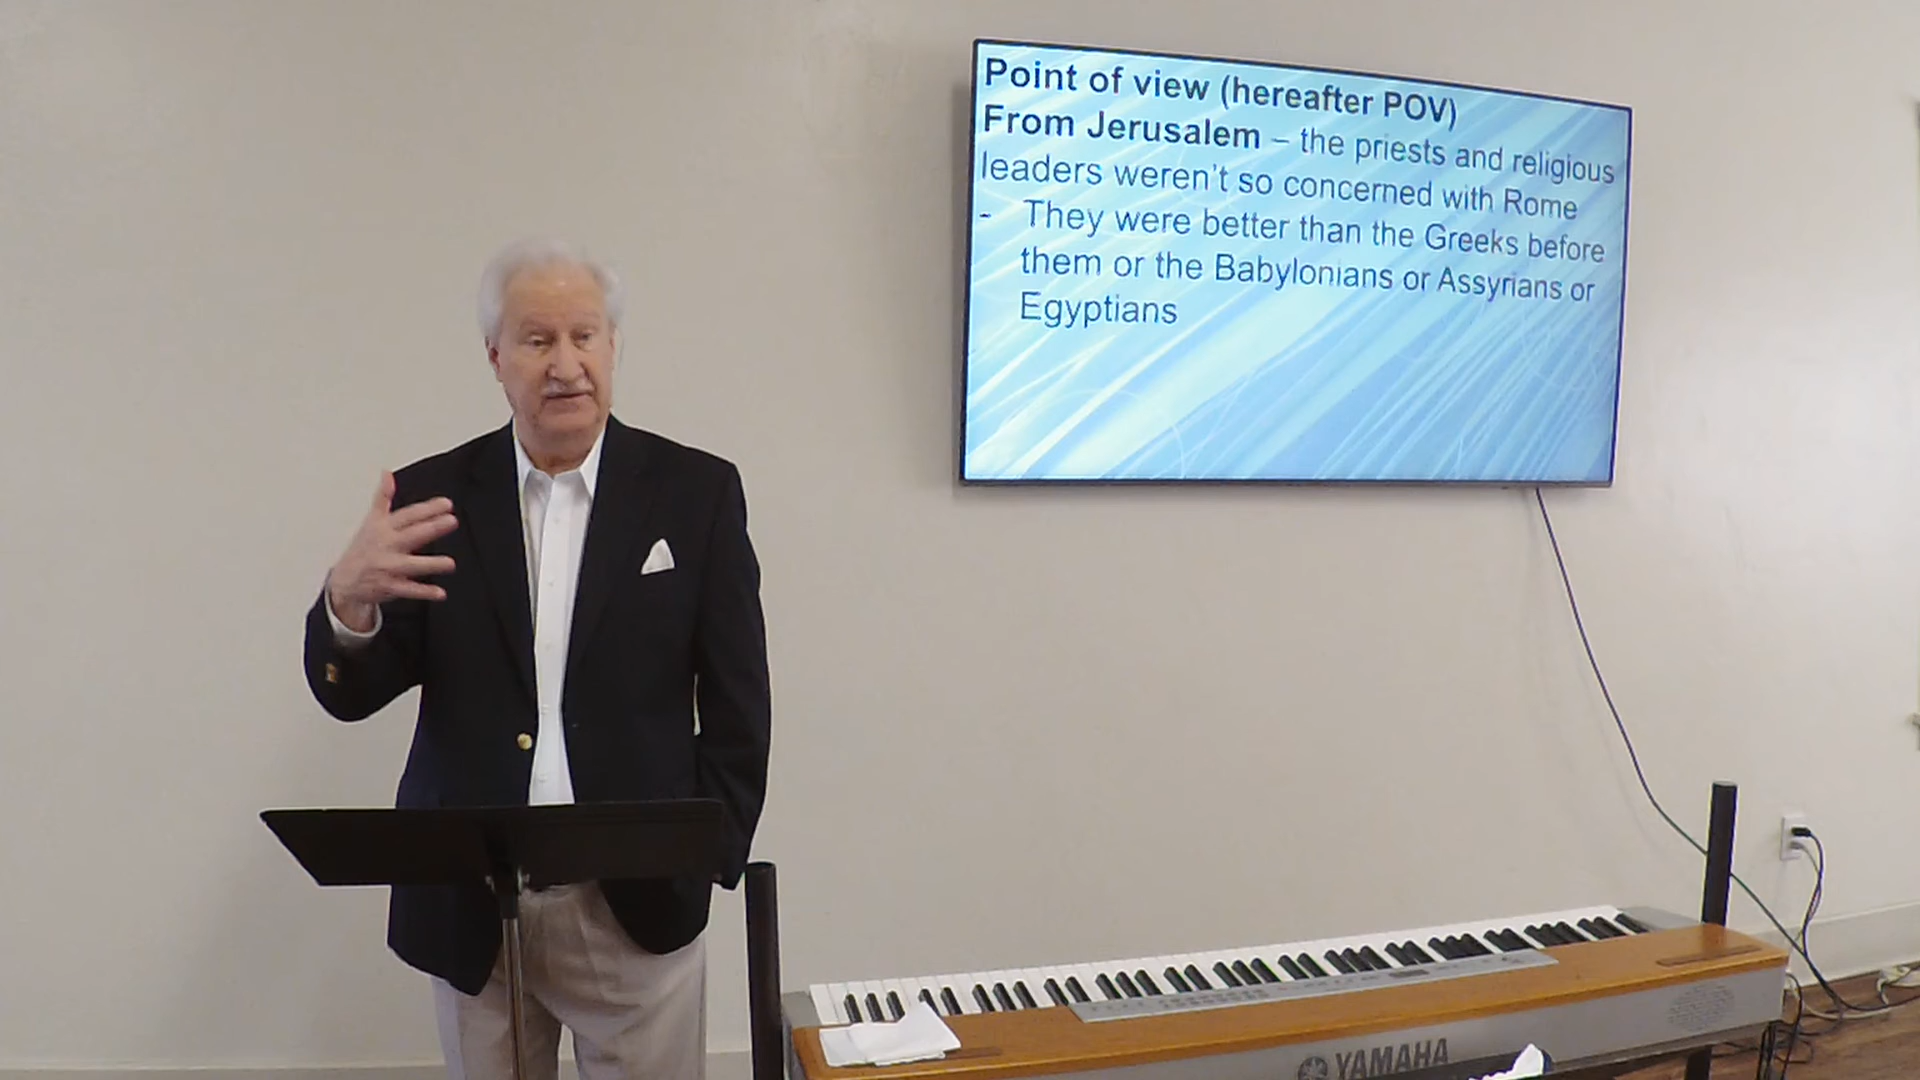 Point of view (hereafter POV)
From Jerusalem – the priests and religious
leaders weren't so concerned with Rome
- They were better than the Greeks before
them or the Babylonians or Assyrians or
Egyptians
YAMAHA